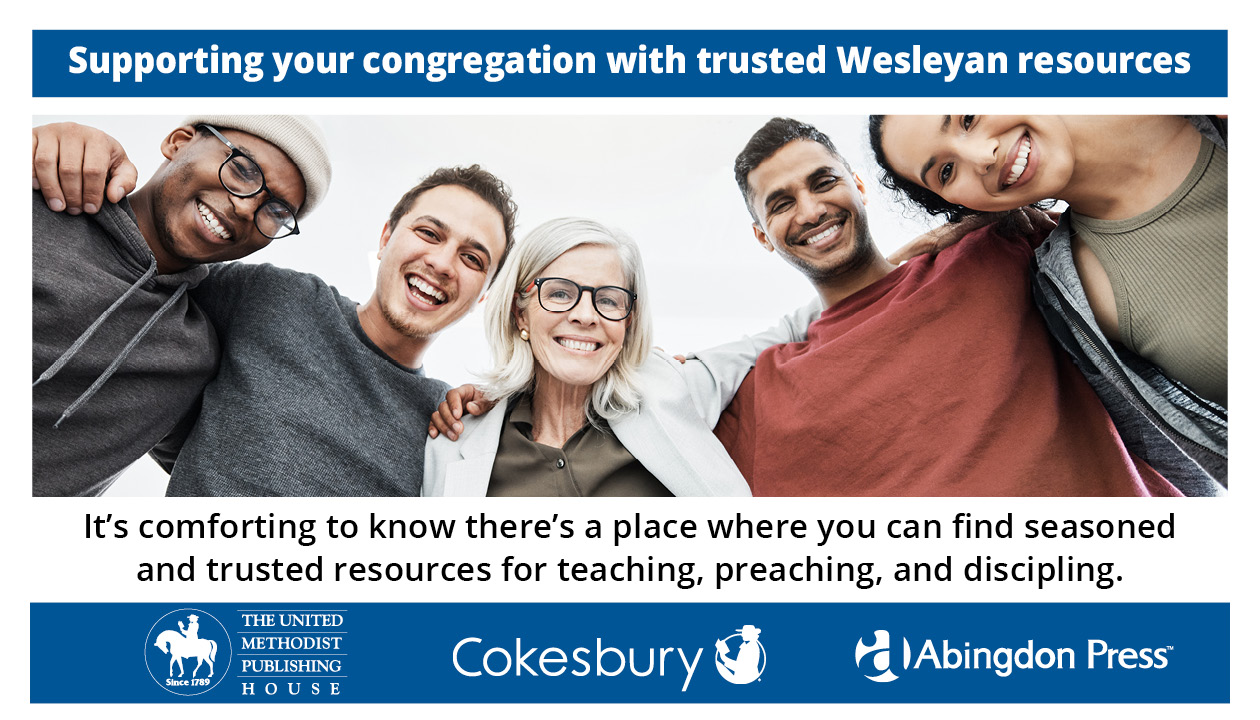 Supporting your congregation with trusted Wesleyan resources
It’s comforting to know there’s a place where you can find seasoned
and trusted resources for teaching, preaching, and discipling.
Since 1789
THE UNITED
METHODIST
PUBLISHING
HOUSE
Cokesbury
Abingdon Press™